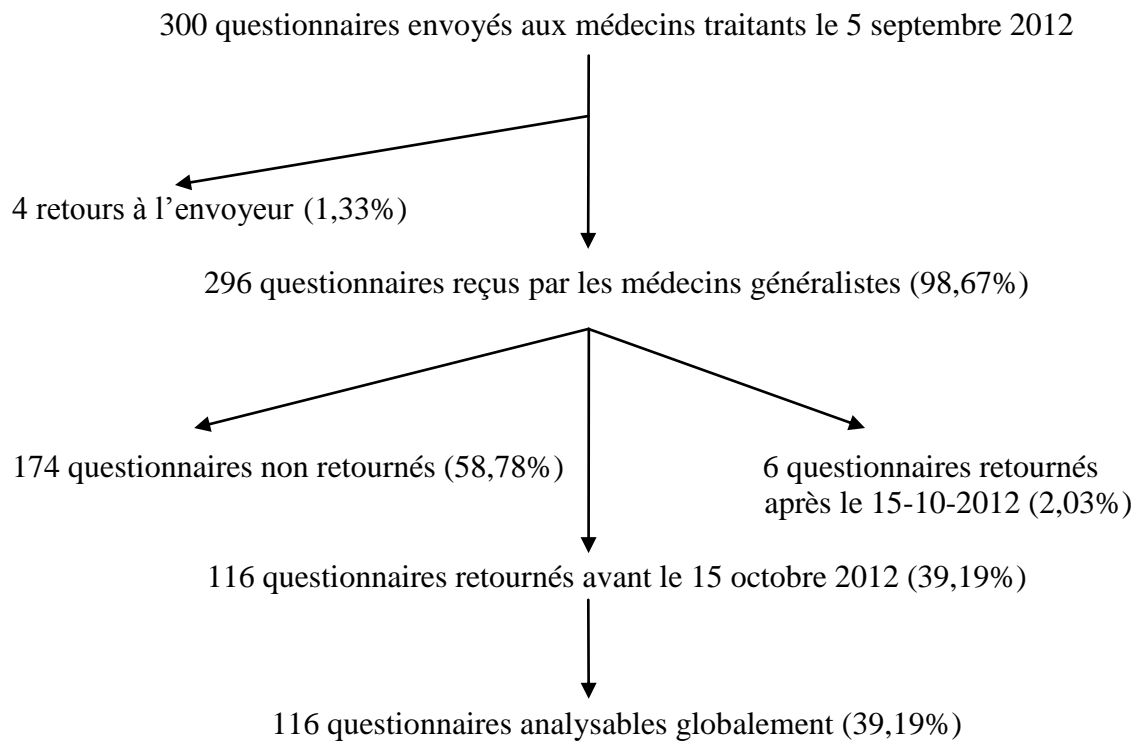 300 questionnaires envoyés aux médecins traitants le 5 septembre 2012
4 retours à l’envoyeur (1,33%)
296 questionnaires reçus par les médecins généralistes (98,67%)
174 questionnaires non retournés (58,78%)
6 questionnaires retournés
après le 15-10-2012 (2,03%)
116 questionnaires retournés avant le 15 octobre 2012 (39,19%)
116 questionnaires analysables globalement (39,19%)